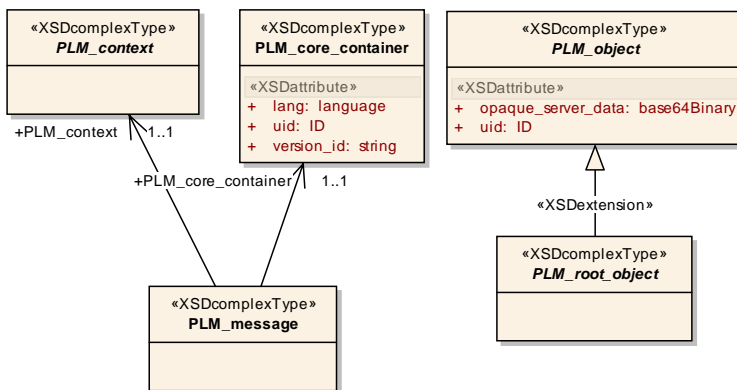 «XSDcomplexType»
PLM_context
«XSDcomplexType»
PLM_core_container
«XSDattribute»
+ lang: language
+ uid: ID
+ version_id: string
«XSDcomplexType»
PLM_object
«XSDattribute»
+ opaque_server_data: base64Binary
+ uid: ID
+PLM_context 1..1
+PLM_core_container 1..1
«XSDextension»
«XSDcomplexType»
PLM_root_object
«XSDcomplexType»
PLM_message